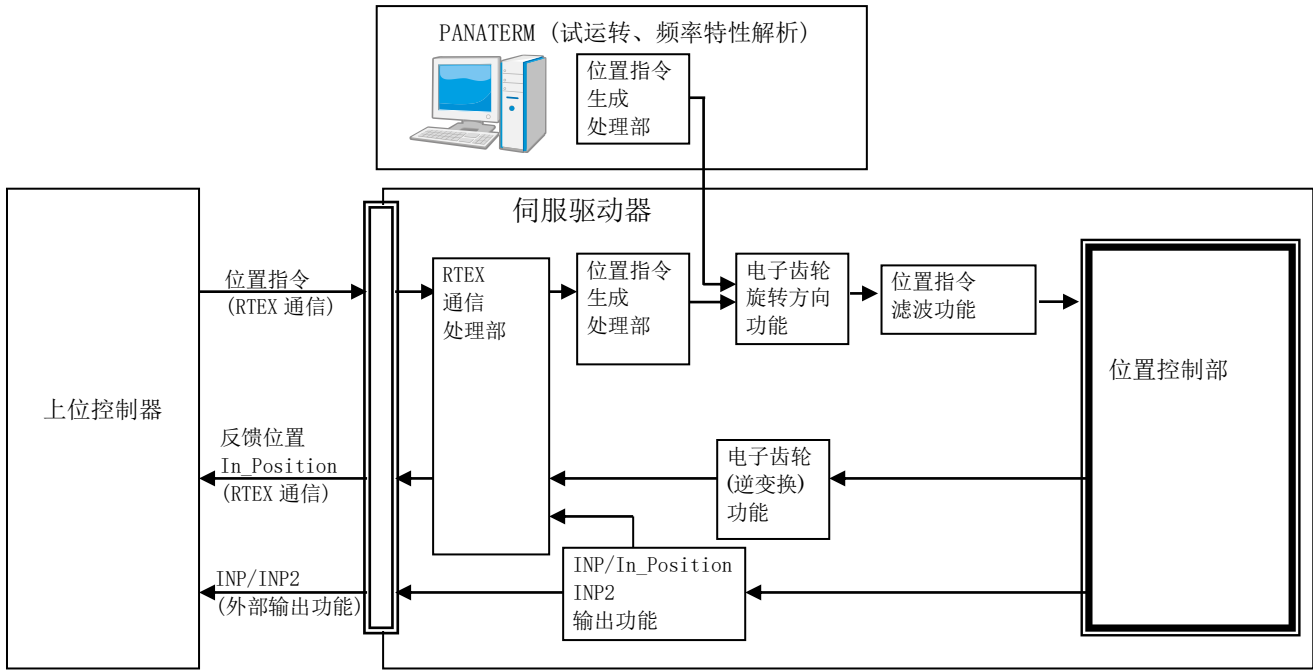 PANATERM (试运转、频率特性解析)
位置指令
生成
处理部
伺服驱动器
上位控制器
位置指令
(RTEX 通信)
RTEX
通信
处理部
位置指令
生成
处理部
电子齿轮
旋转方向
功能
位置指令
滤波功能
位置控制部
反馈位置
In_Position
(RTEX 通信)
电子齿轮
(逆变换)
功能
INP/INP2
(外部输出功能)
INP/In_Position
INP2
输出功能